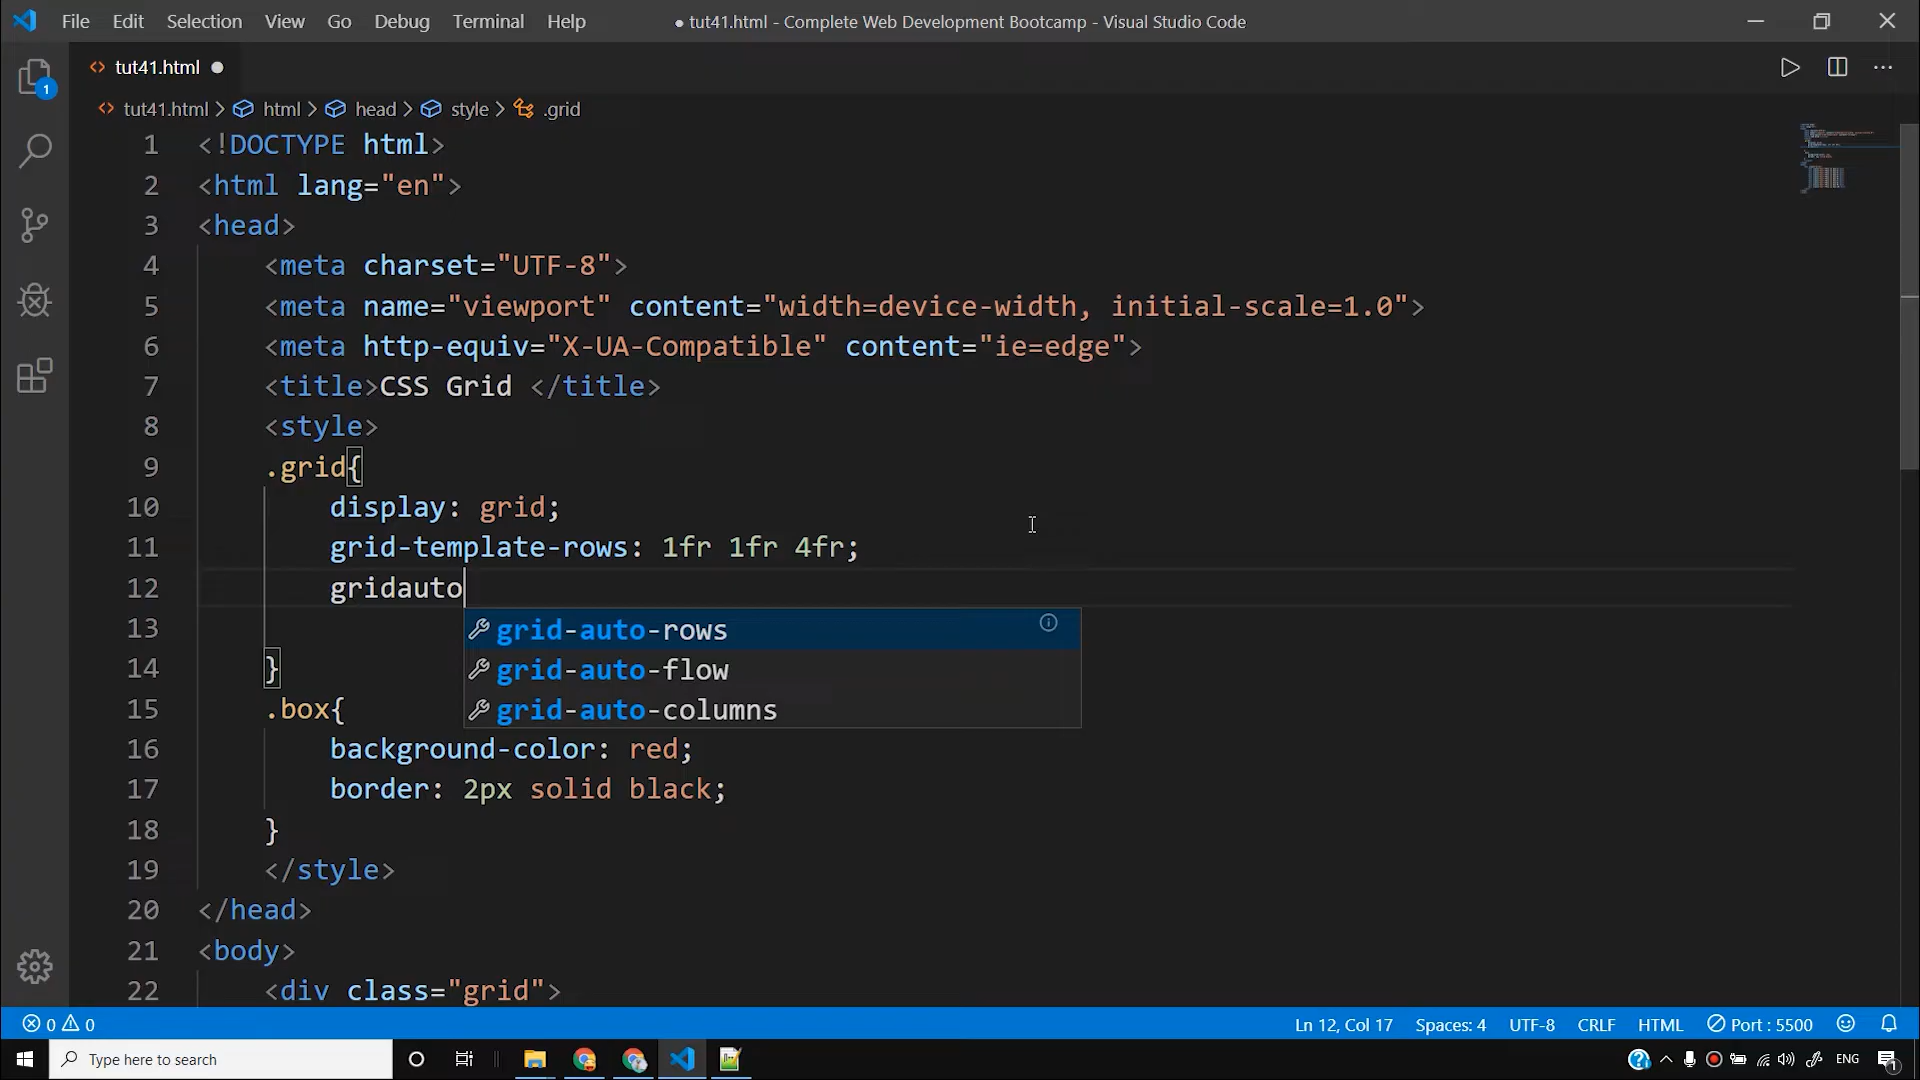 File Edit Selection View Go Debug Terminal Help ● tut41.html - Complete Web Development Bootcamp - Visual Studio Code
<> tut41.html ●
<> tut41.html > html > head > style > .grid
1 <!DOCTYPE html>
2 <html lang="en">
3 <head>
4 <meta charset="UTF-8">
5 <meta name="viewport" content="width=device-width, initial-scale=1.0">
6 <meta http-equiv="X-UA-Compatible" content="ie=edge">
7 <title>CSS Grid </title>
8 <style>
9 .grid{
10 display: grid;
11 grid-template-rows: 1fr 1fr 4fr;
12 gridauto
13 grid-auto-rows
grid-auto-flow
14 }
grid-auto-columns
15 .box{
16 background-color: red;
17 border: 2px solid black;
18 }
19 </style>
20 </head>
21 <body>
22 <div class="grid">
1
0 0 Ln 12, Col 17 Spaces: 4 UTF-8 CRLF HTML Port : 5500
Type here to search ENG 1